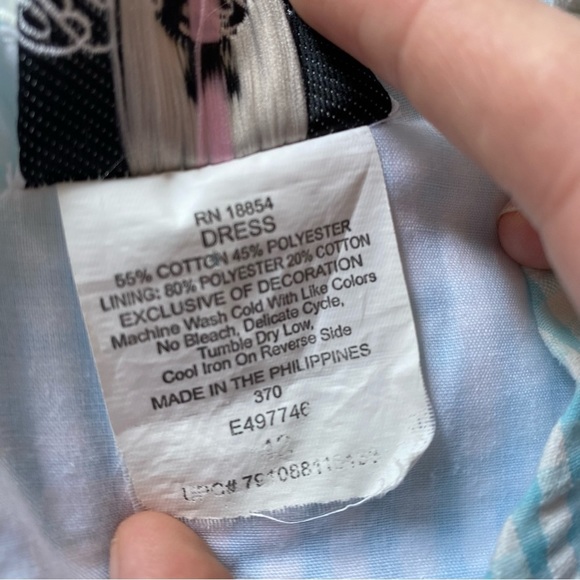 RN 18854
DRESS
55% COTTON 45% POLYESTER
LINING: 80% POLYESTER 20% COTTON
EXCLUSIVE OF DECORATION
Machine Wash Cold With Like Colors
No Bleach, Delicate Cycle,
Tumble Dry Low,
Cool Iron On Reverse Side
MADE IN THE PHILIPPINES
370
E497746
UPC#